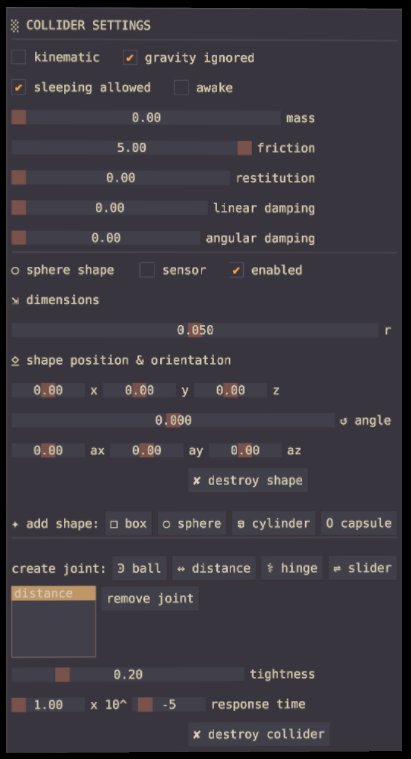 COLLIDER SETTINGS
kinematic ✔ gravity ignored
✔ sleeping allowed awake
0.00 mass
5.00 friction
0.00 restitution
0.00 linear damping
0.00 angular damping
○ sphere shape sensor ✔ enabled
⇲ dimensions
0.050 r
shape position & orientation
0.00 x 0.00 y 0.00 z
0.000 ↺ angle
0.00 ax 0.00 ay 0.00 az
✘ destroy shape
✦ add shape: □ box ○ sphere cylinder O capsule
create joint: ball ⇔ distance hinge ⇌ slider
distance
remove joint
0.20 tightness
1.00 x 10^ -5 response time
✘ destroy collider